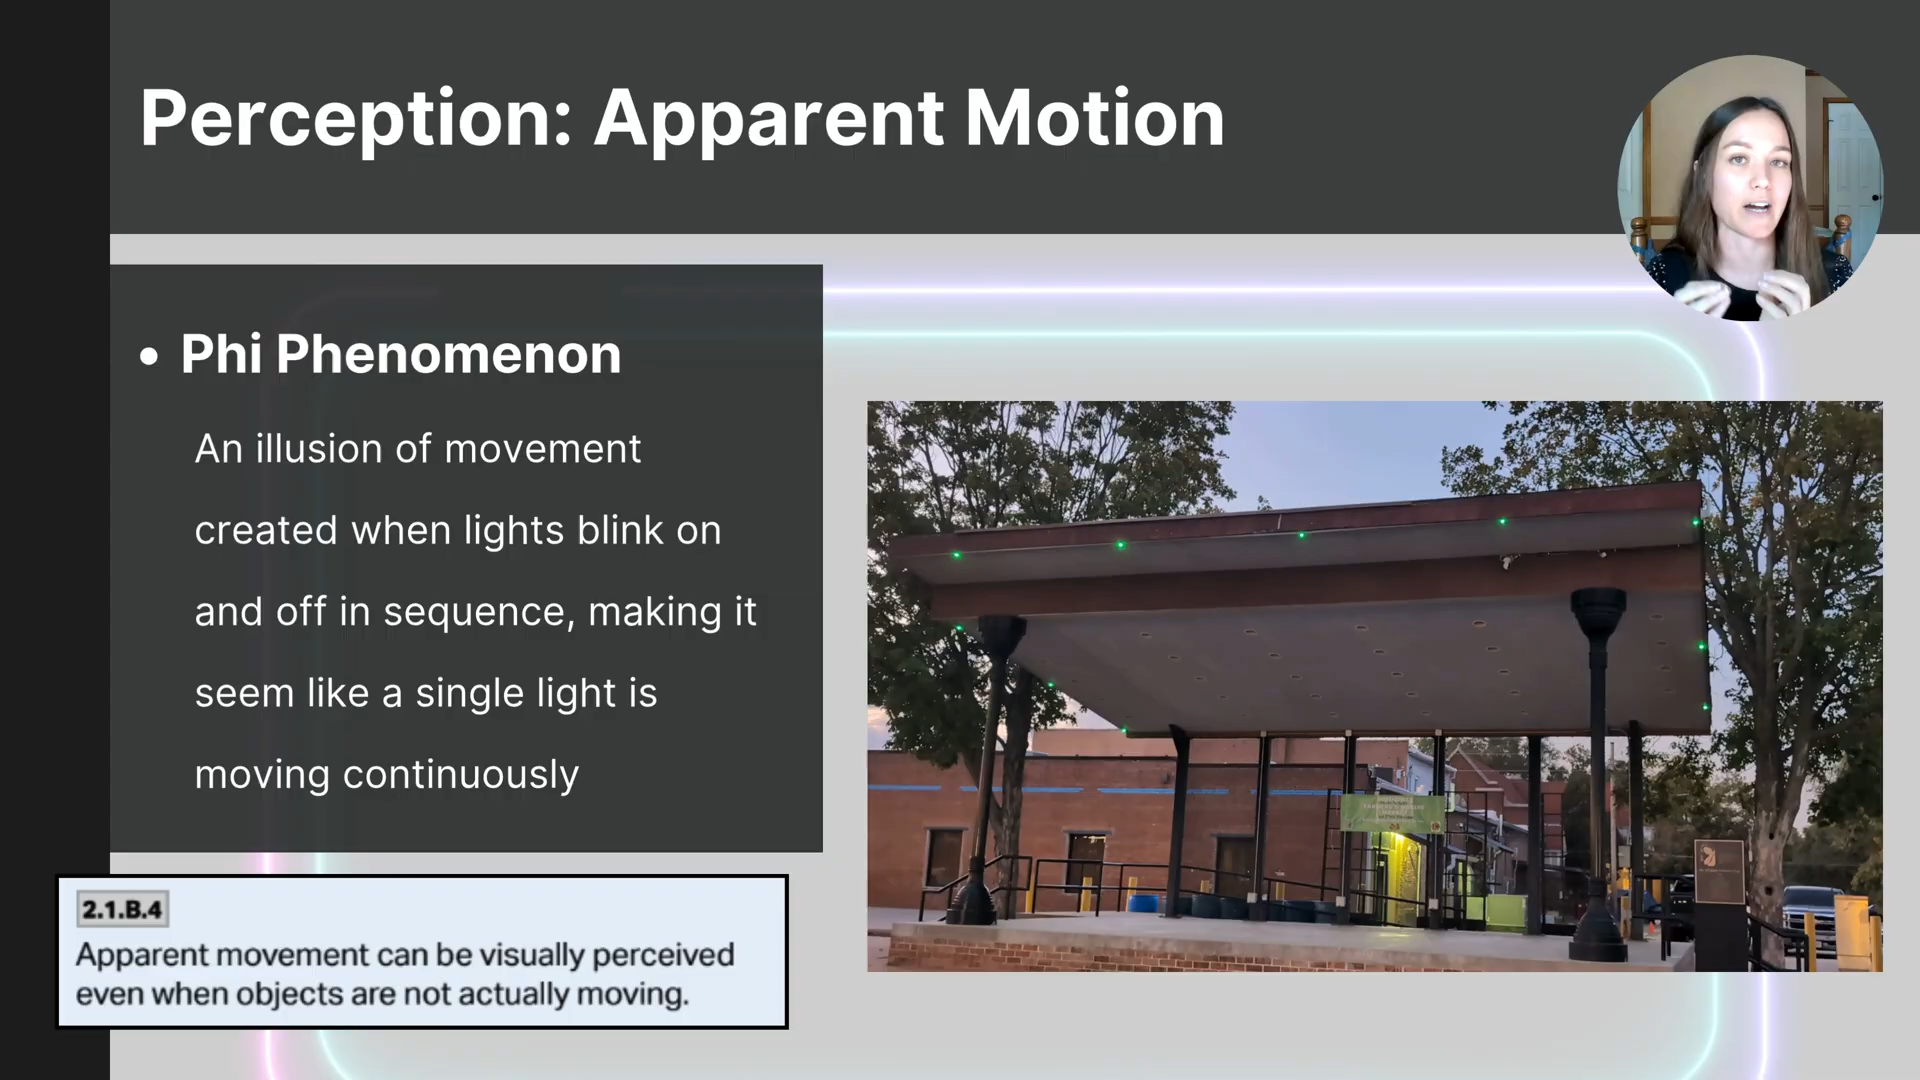 Perception: Apparent Motion
• Phi Phenomenon
An illusion of movement
created when lights blink on
and off in sequence, making it
seem like a single light is
moving continuously
2.1.B.4
Apparent movement can be visually perceived
even when objects are not actually moving.